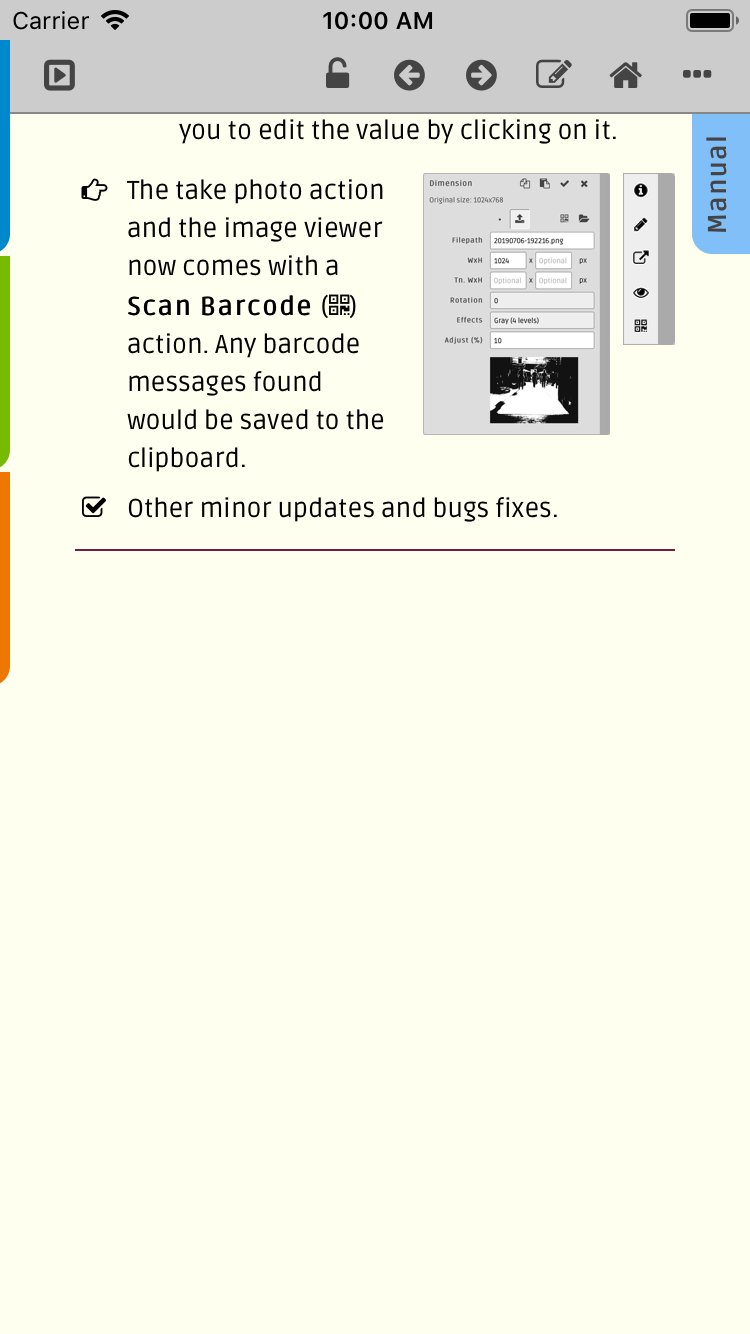 Carrier 10:00 AM
you to edit the value by clicking on it.
Manual
The take photo action
and the image viewer
now comes with a
Scan Barcode ( )
action. Any barcode
messages found
would be saved to the
clipboard.
Dimension
Original size: 1024x768
Filepath 20190706-192216.png
WxH 1024 x Optional px
Tn. WxH Optional x Optional px
Rotation 0
Effects Gray (4 levels)
Adjust (%) 10
Other minor updates and bugs fixes.